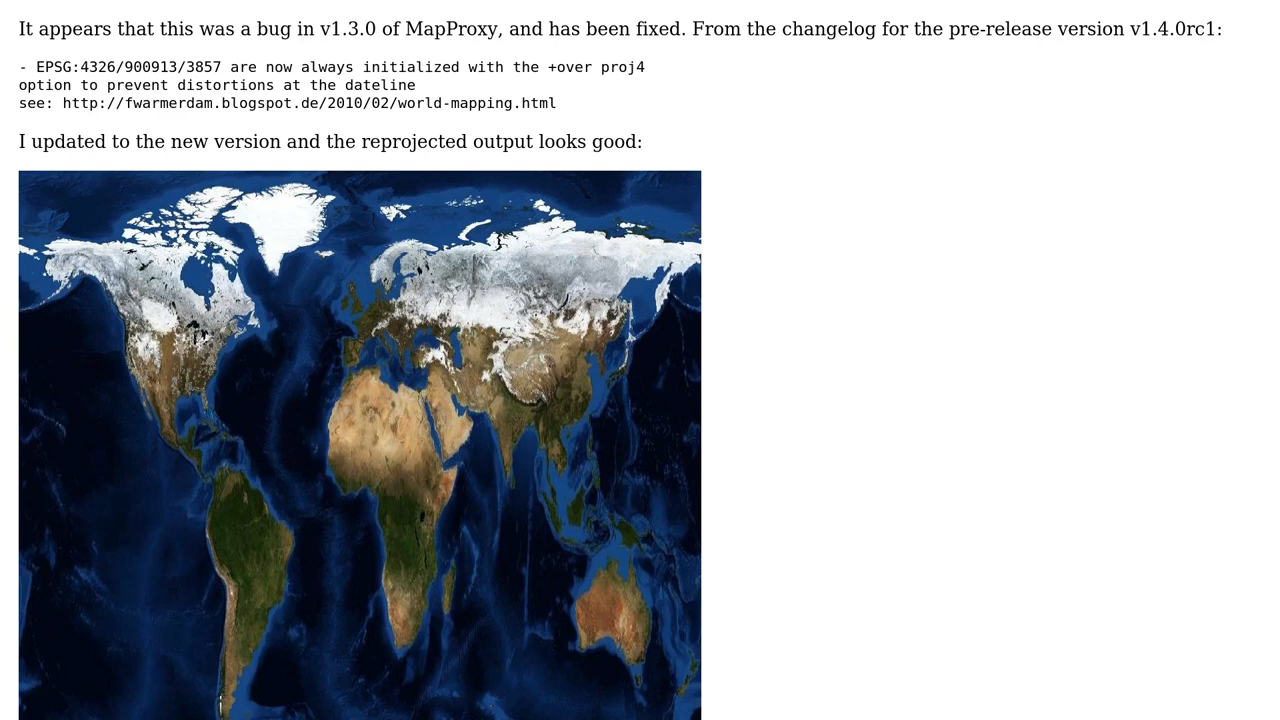 It appears that this was a bug in v1.3.0 of MapProxy, and has been fixed. From the changelog for the pre-release version v1.4.0rc1:
- EPSG:4326/900913/3857 are now always initialized with the +over proj4
option to prevent distortions at the dateline
see: http://fwarmerdam.blogspot.de/2010/02/world-mapping.html
I updated to the new version and the reprojected output looks good: